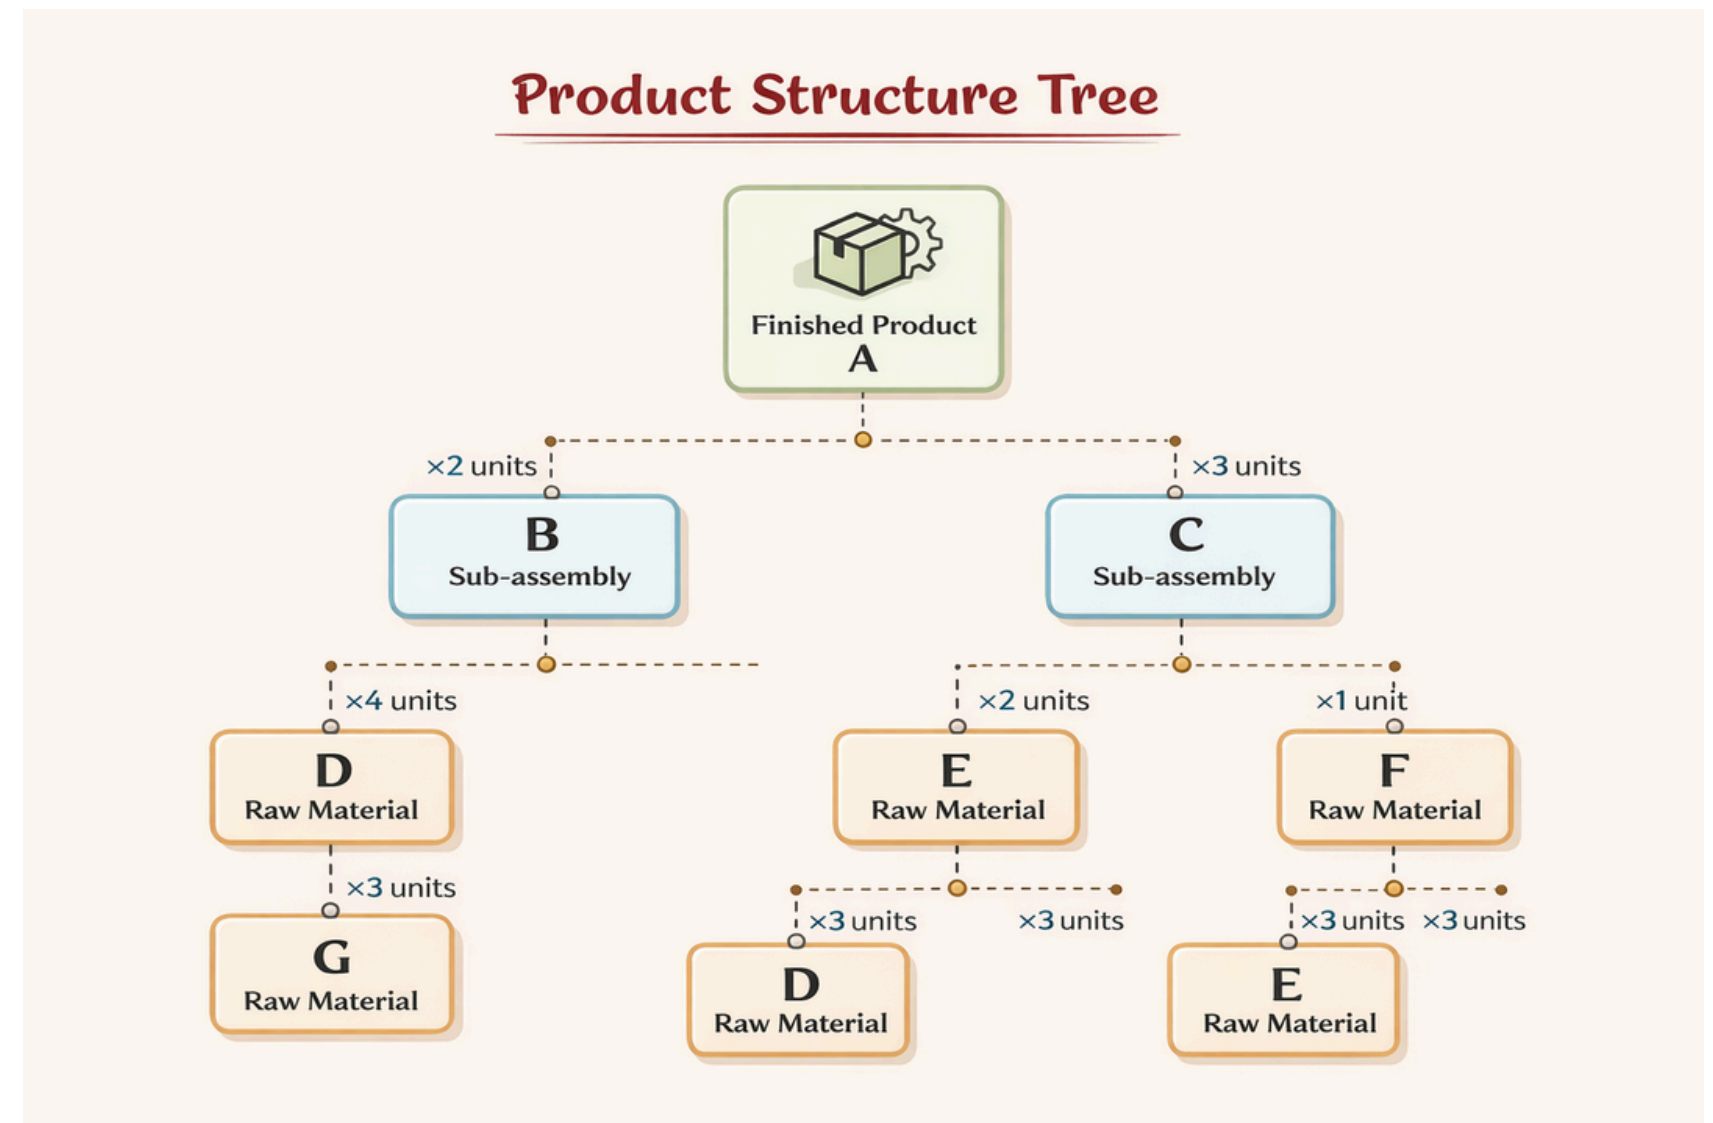 Product Structure Tree
Finished Product
A
×2 units
×3 units
B
Sub-assembly
C
Sub-assembly
×4 units
×2 units
×1 unit
D
Raw Material
E
Raw Material
F
Raw Material
×3 units
×3 units
×3 units
×3 units
×3 units
G
Raw Material
D
Raw Material
E
Raw Material